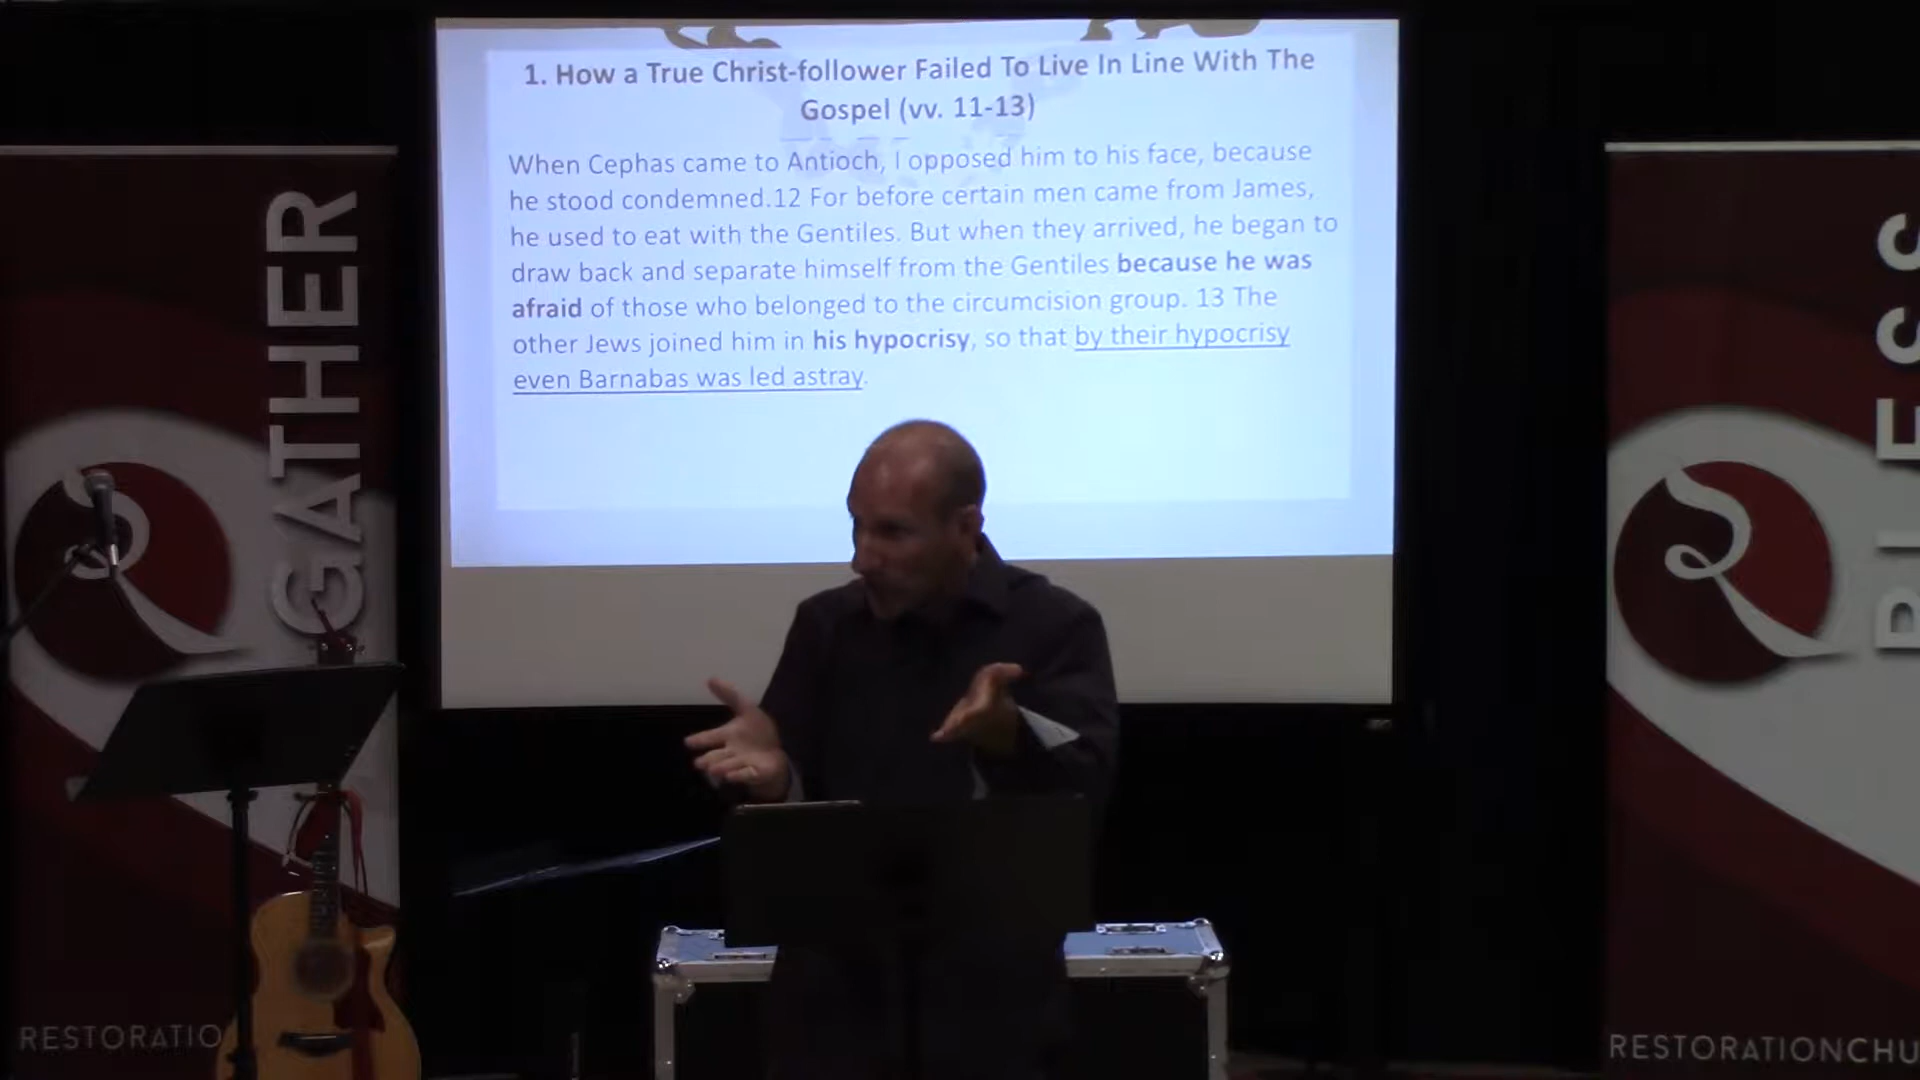 1. How a True Christ-follower Failed To Live In Line With The
Gospel (vv. 11-13)
When Cephas came to Antioch, I opposed him to his face, because
he stood condemned.12 For before certain men came from James,
he used to eat with the Gentiles. But when they arrived, he began to
draw back and separate himself from the Gentiles because he was
afraid of those who belonged to the circumcision group. 13 The
other Jews joined him in his hypocrisy, so that by their hypocrisy
even Barnabas was led astray.
GATHER
BLESS
RESTORATIO
RESTORATIONCHU